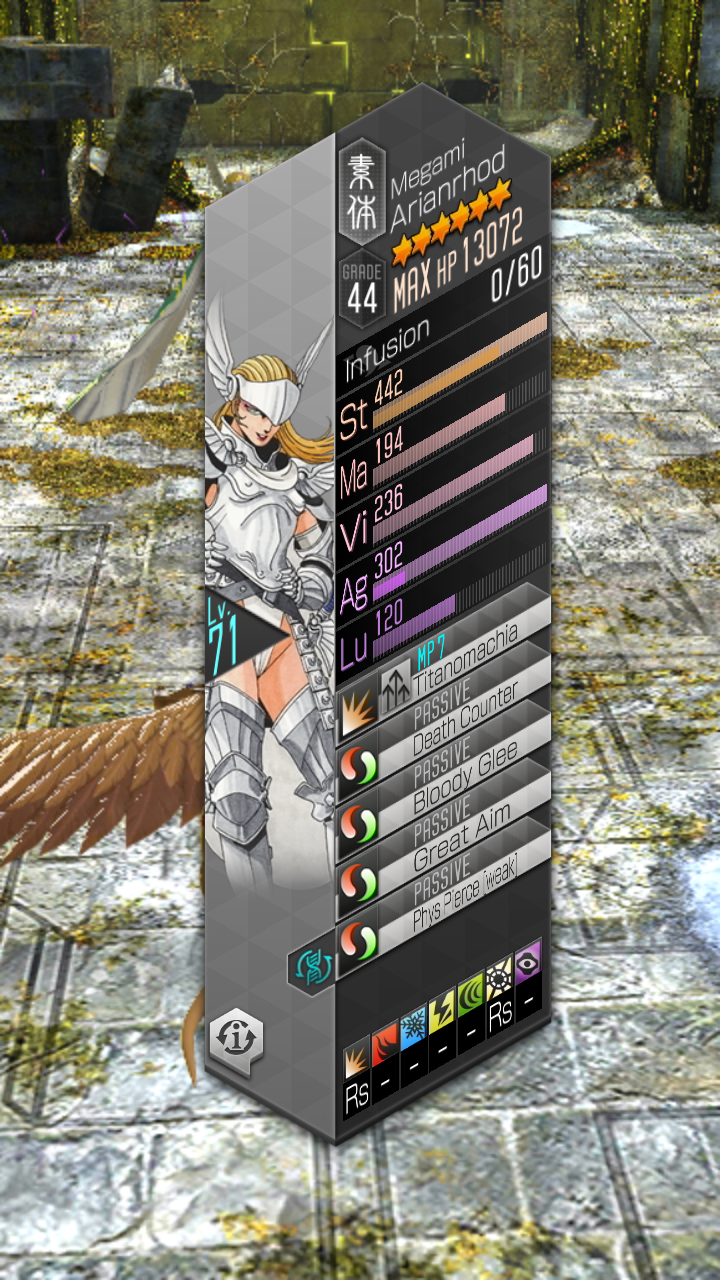 素体
Megami
Arianrhod
GRADE
44
MAX HP 13072
0/60
Infusion
St 442
Ma 194
Vi 236
Ag 302
Lu 120
Lv.
71
MP 7
Titanomachia
PASSIVE
Death Counter
PASSIVE
Bloody Glee
PASSIVE
Great Aim
PASSIVE
Phys Pierce [weak]
i
Rs - - - - Rs -